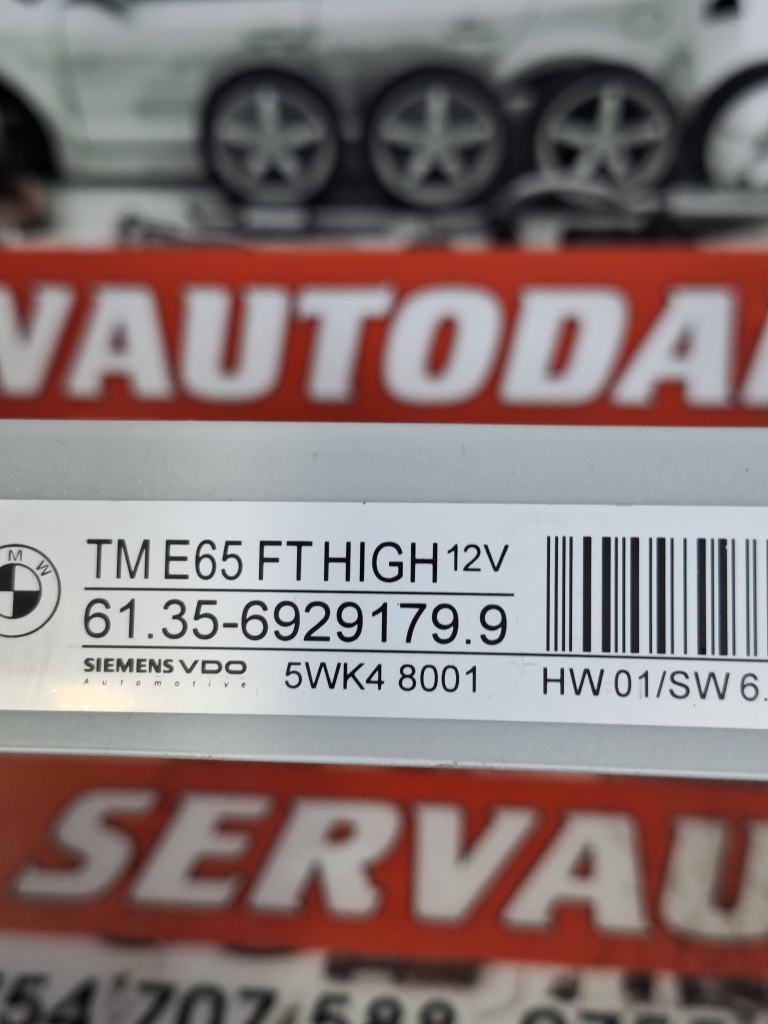 NAUTODA
TM E65 FT HIGH 12V
61.35-6929179.9
SIEMENS VDO
Automotive
5WK4 8001
HW 01/SW 6.
SERVAU